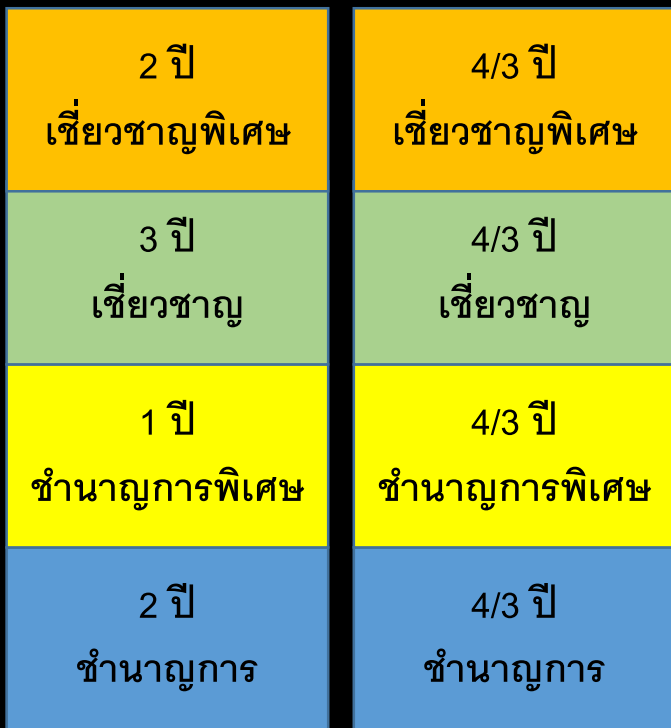 2 ปี
เชี่ยวชาญพิเศษ
4/3 ปี
เชี่ยวชาญพิเศษ
3 ปี
เชี่ยวชาญ
4/3 ปี
เชี่ยวชาญ
1 ปี
ชำนาญการพิเศษ
4/3 ปี
ชำนาญการพิเศษ
2 ปี
ชำนาญการ
4/3 ปี
ชำนาญการ